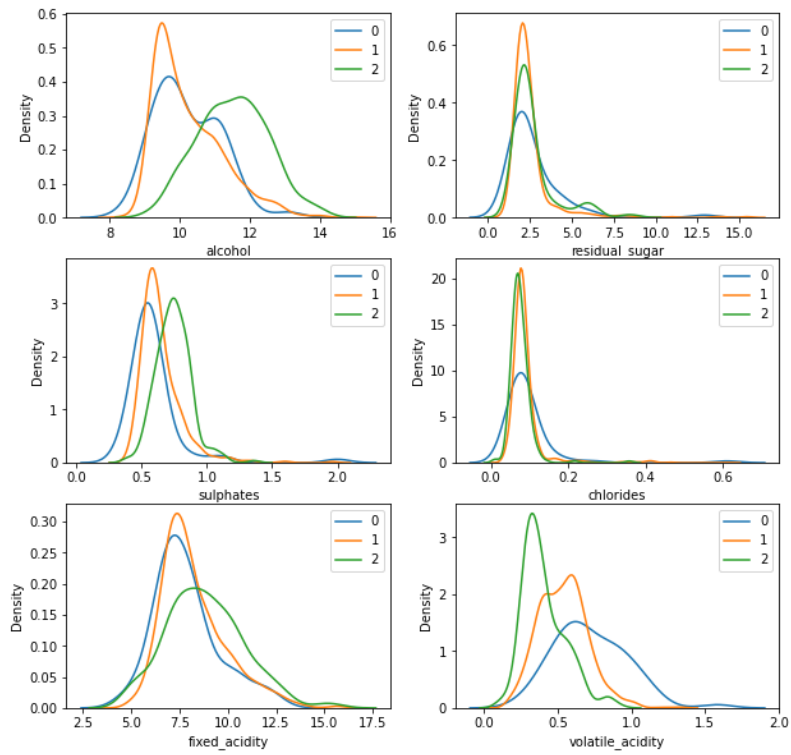 0.6
0.5
0.4
0.3
0.2
0.1
0.0
Density
8 10 12 14 16
alcohol
0
1
2
0.6
0.4
0.2
0.0
Density
0.0 2.5 5.0 7.5 10.0 12.5 15.0
residual_sugar
0
1
2
3
2
1
0
Density
0.0 0.5 1.0 1.5 2.0
sulphates
0
1
2
20
15
10
5
0
Density
0.0 0.2 0.4 0.6
chlorides
0
1
2
0.30
0.25
0.20
0.15
0.10
0.05
0.00
Density
2.5 5.0 7.5 10.0 12.5 15.0 17.5
fixed_acidity
0
1
2
3
2
1
0
Density
0.0 0.5 1.0 1.5 2.0
volatile_acidity
0
1
2